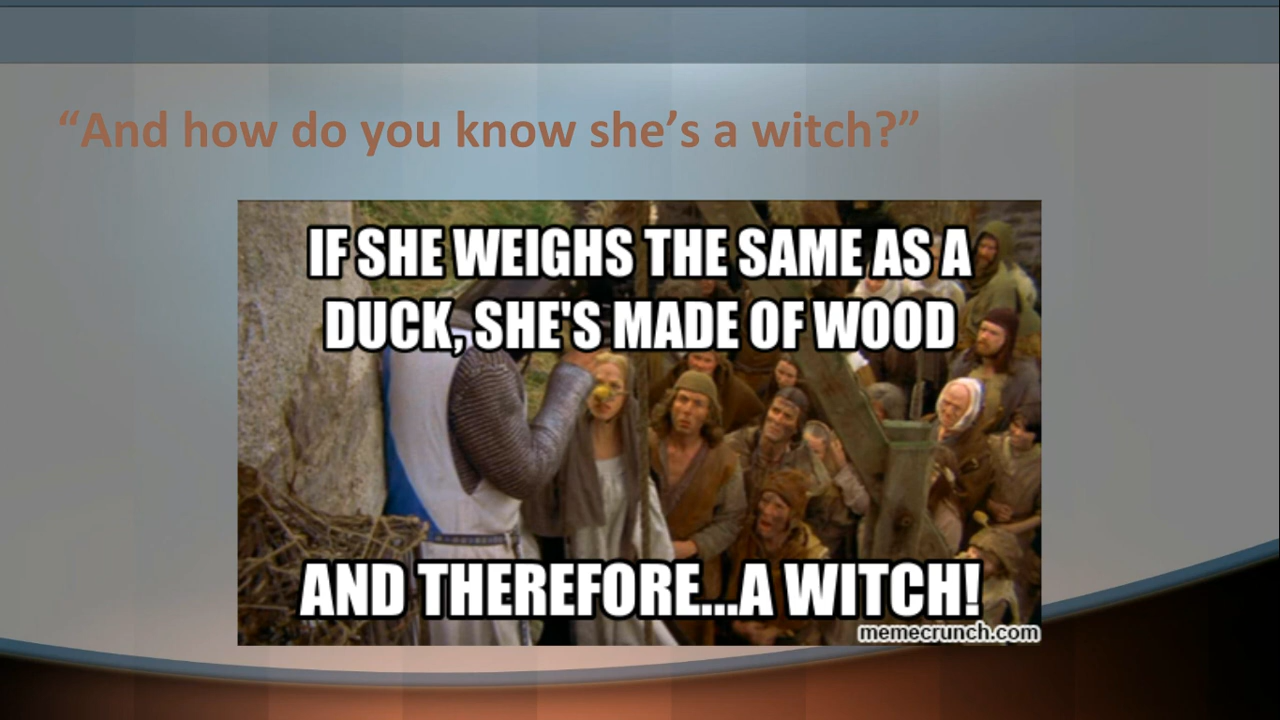 “And how do you know she’s a witch?”
IF SHE WEIGHS THE SAME AS A
DUCK, SHE'S MADE OF WOOD
AND THEREFORE...A WITCH!
memecrunch.com